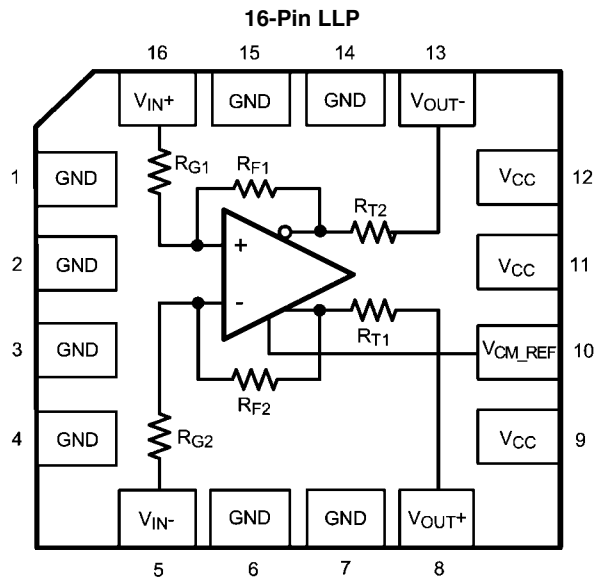 16-Pin LLP
16 15 14 13
VIN+ GND GND VOUT-
1 GND RG1 RF1 VCC 12
RT2
2 GND + VCC 11
-
3 GND RT1 VCM_REF 10
RF2
4 GND RG2 VCC 9
VIN- GND GND VOUT+
5 6 7 8